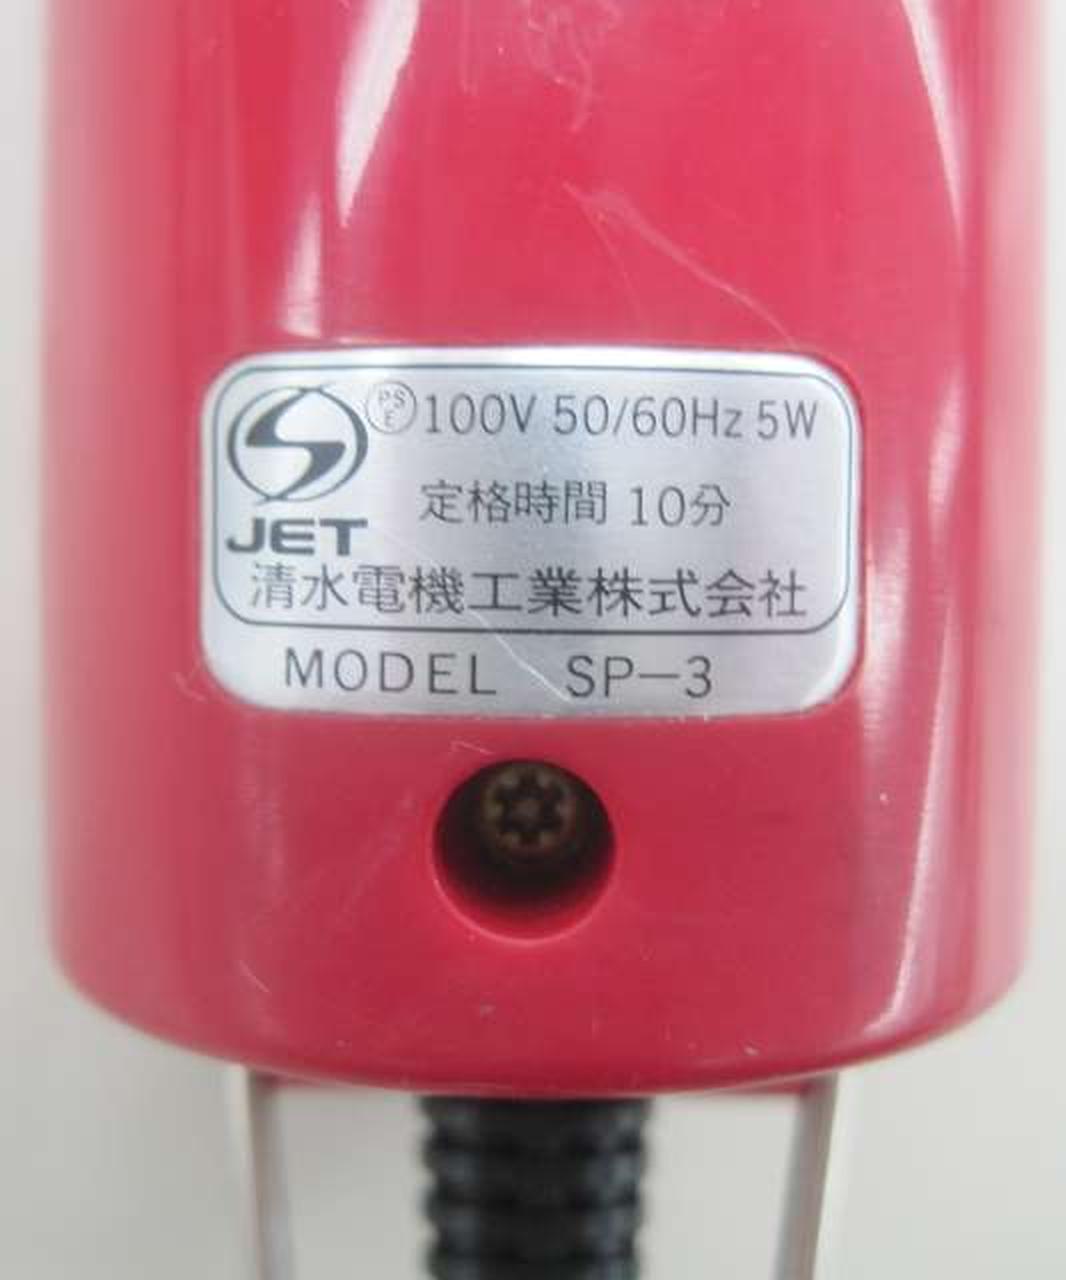 PSE 100V 50/60Hz 5W
定格時間 10分
JET
清水電機工業株式会社
MODEL SP-3